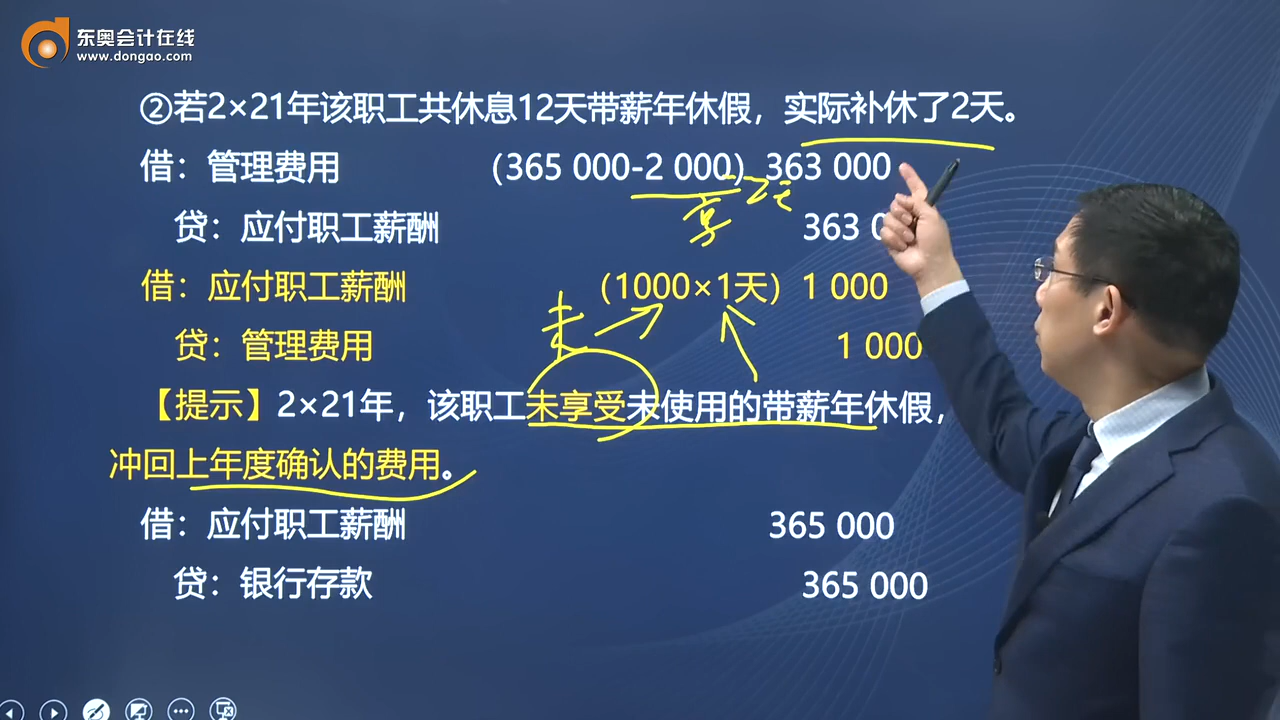 东奥会计在线
www.dongao.com
②若2×21年该职工共休息12天带薪年休假，实际补休了2天。
借：管理费用 (365 000-2 000) 363 000
享 2天
贷：应付职工薪酬 363 0
借：应付职工薪酬 (1000×1天) 1 000
未
贷：管理费用 1 000
【提示】2×21年，该职工未享受未使用的带薪年休假，
冲回上年度确认的费用。
借：应付职工薪酬 365 000
贷：银行存款 365 000